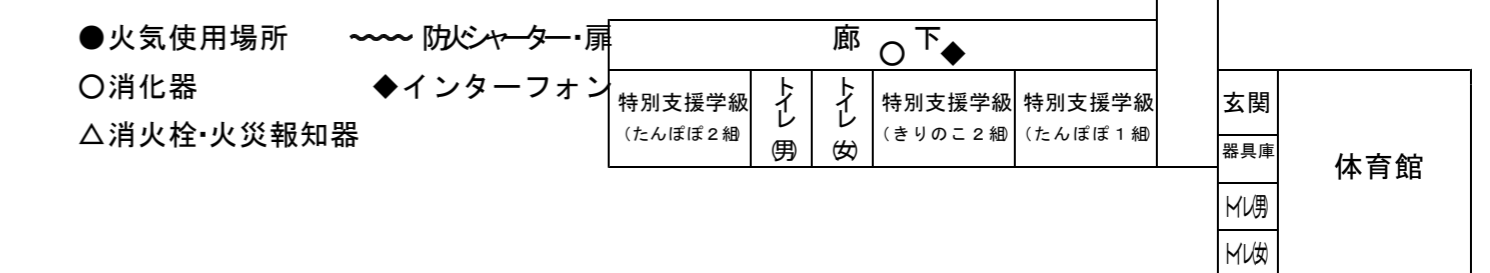 ●火気使用場所 〜〜 防火シャーター・扉
○消化器 ◆インターフォン
△消火栓・火災報知器
廊○下◆
特別支援学級
(たんぽぽ2組)
トイレ(男)
トイレ(女)
特別支援学級
(きりのこ2組)
特別支援学級
(たんぽぽ1組)
玄関
器具庫
トイレ男
トイレ女
体育館